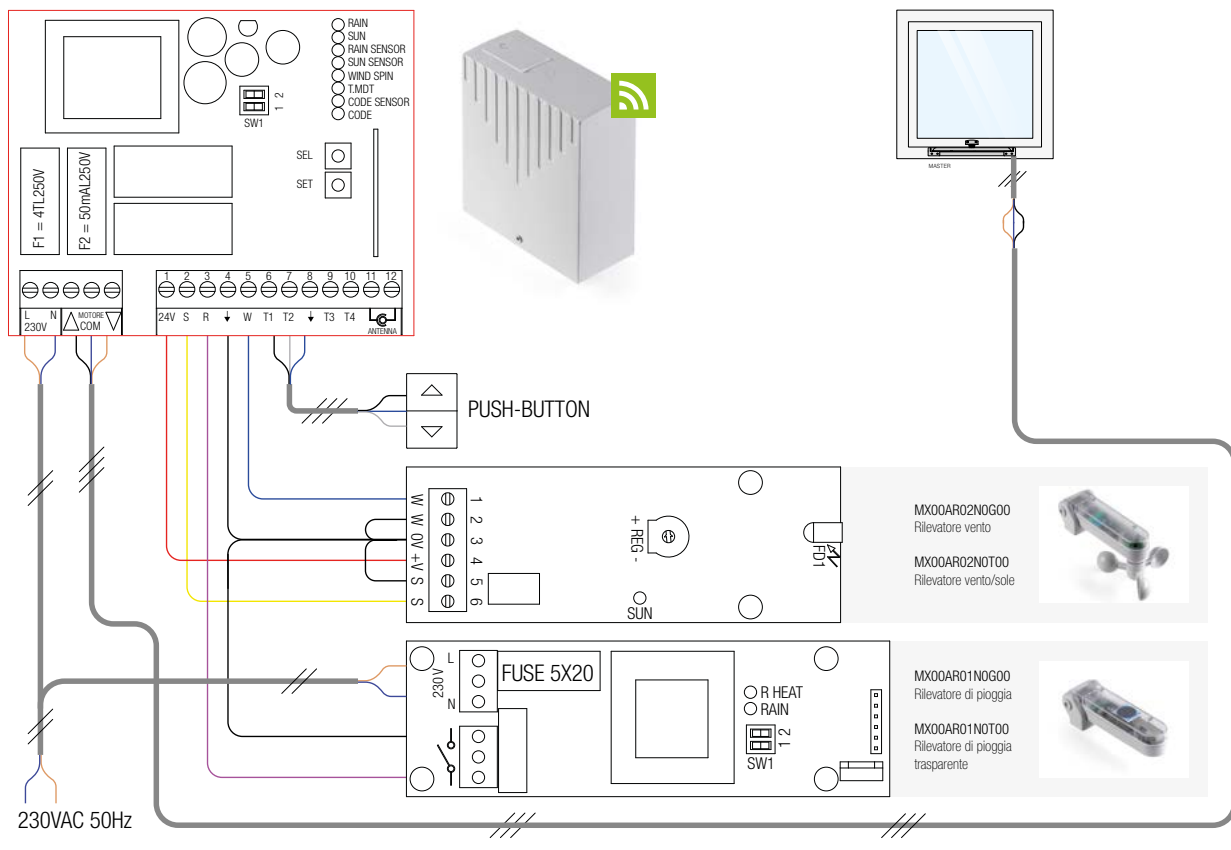 RAIN
SUN
RAIN SENSOR
SUN SENSOR
WIND SPIN
T.MDT
CODE SENSOR
CODE
1 2
SW1
SEL
SET
F1 = 4TL250V
F2 = 50mAL250V
1 2 3 4 5 6 7 8 9 10 11 12
L N
230V
MOTORE
COM
24V S R W T1 T2 T3 T4
ANTENNA
MASTER
PUSH-BUTTON
W W 0V +V S S
1 2 3 4 5 6
+ REG -
SUN
FD1
MX00AR02N0G00
Rilevatore vento
MX00AR02N0T00
Rilevatore vento/sole
L
230V
N
FUSE 5X20
R HEAT
RAIN
1 2
SW1
MX00AR01N0G00
Rilevatore di pioggia
MX00AR01N0T00
Rilevatore di pioggia
trasparente
230VAC 50Hz